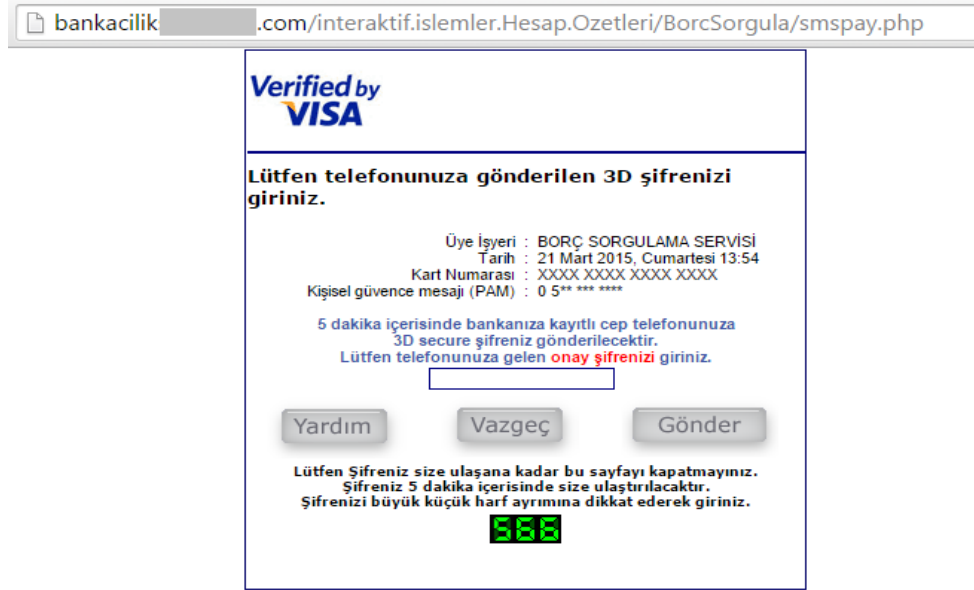 bankacilik .com/interaktif.islemler.Hesap.Ozetleri/BorcSorgula/smspay.php
Verified by
VISA
Lütfen telefonunuza gönderilen 3D şifrenizi
giriniz.
Üye İşyeri : BORÇ SORGULAMA SERVİSİ
Tarih : 21 Mart 2015, Cumartesi 13:54
Kart Numarası : XXXX XXXX XXXX XXXX
Kişisel güvence mesajı (PAM) : 0 5** *** ****
5 dakika içerisinde bankanıza kayıtlı cep telefonunuza
3D secure şifreniz gönderilecektir.
Lütfen telefonunuza gelen onay şifrenizi giriniz.
Yardım Vazgeç Gönder
Lütfen Şifreniz size ulaşana kadar bu sayfayı kapatmayınız.
Şifreniz 5 dakika içerisinde size ulaştırılacaktır.
Şifrenizi büyük küçük harf ayrımına dikkat ederek giriniz.